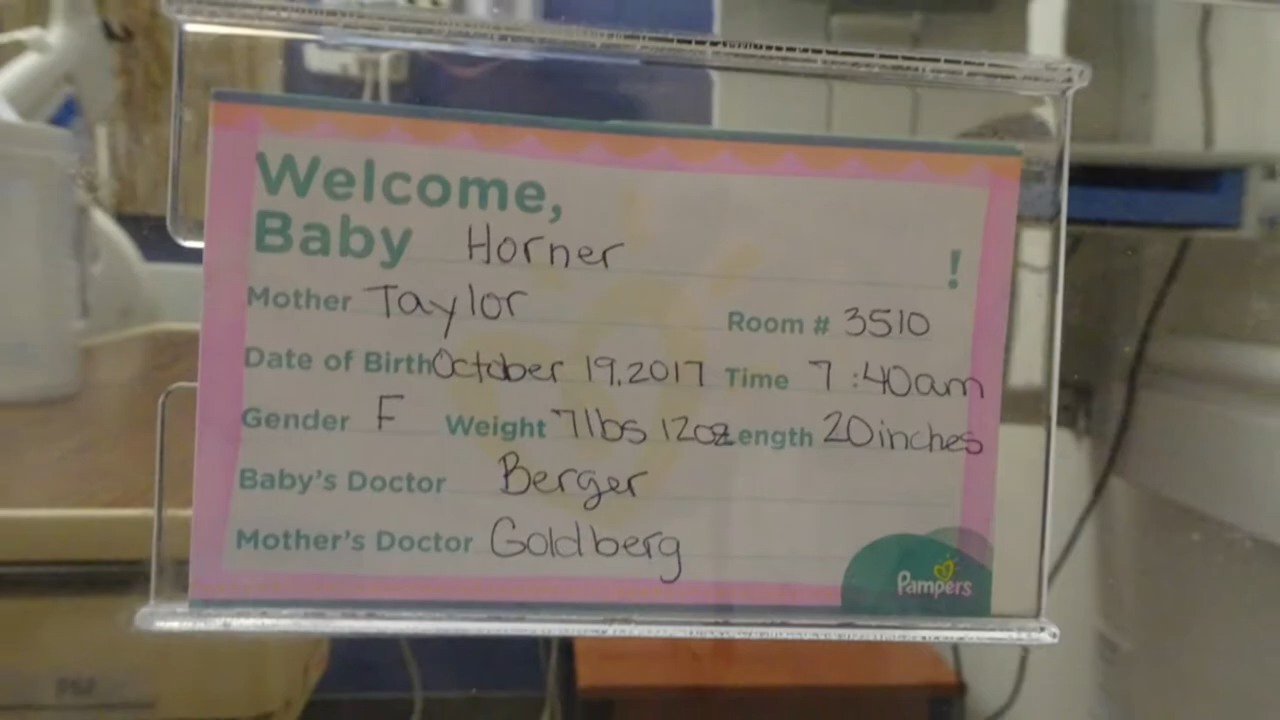 Welcome,
Baby Horner !
Mother Taylor Room # 3510
Date of Birth October 19, 2017 Time 7:40am
Gender F Weight 7lbs 12oz Length 20inches
Baby's Doctor Berger
Mother's Doctor Goldberg
Pampers